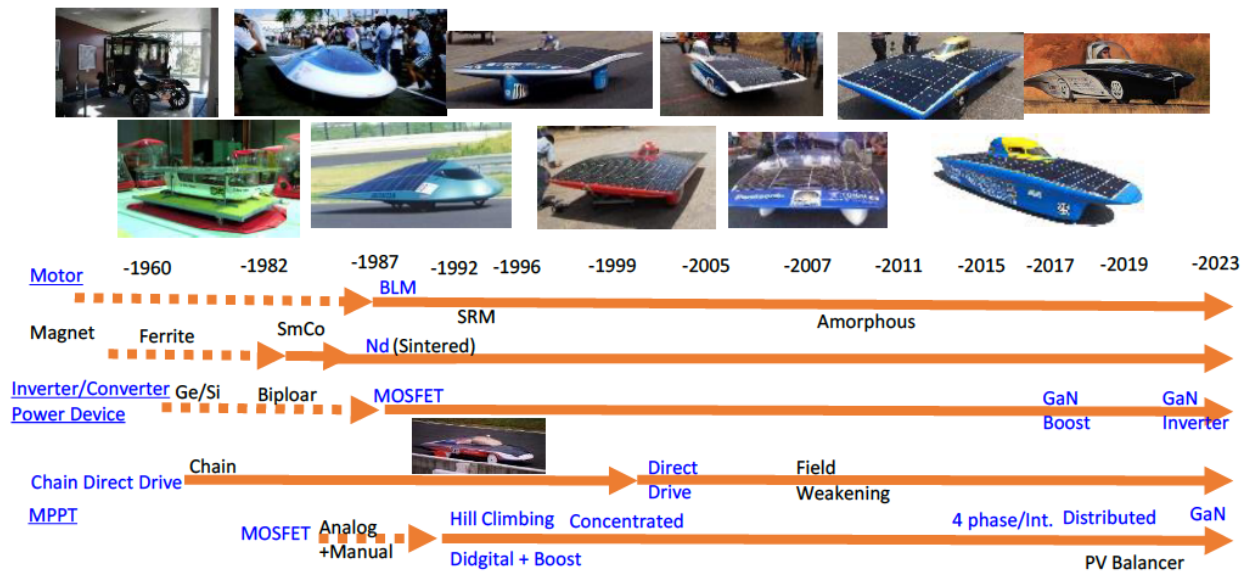 -1960 -1982 -1987 -1992 -1996 -1999 -2005 -2007 -2011 -2015 -2017 -2019 -2023
Motor
BLM
SRM
Amorphous
Magnet
Ferrite
SmCo
Nd (Sintered)
Inverter/Converter
Power Device
Ge/Si
Biploar
MOSFET
GaN
Boost
GaN
Inverter
Chain Direct Drive
Chain
Direct
Drive
Field
Weakening
MPPT
MOSFET
Analog
+Manual
Hill Climbing
Didgital + Boost
Concentrated
4 phase/Int.
Distributed
GaN
PV Balancer